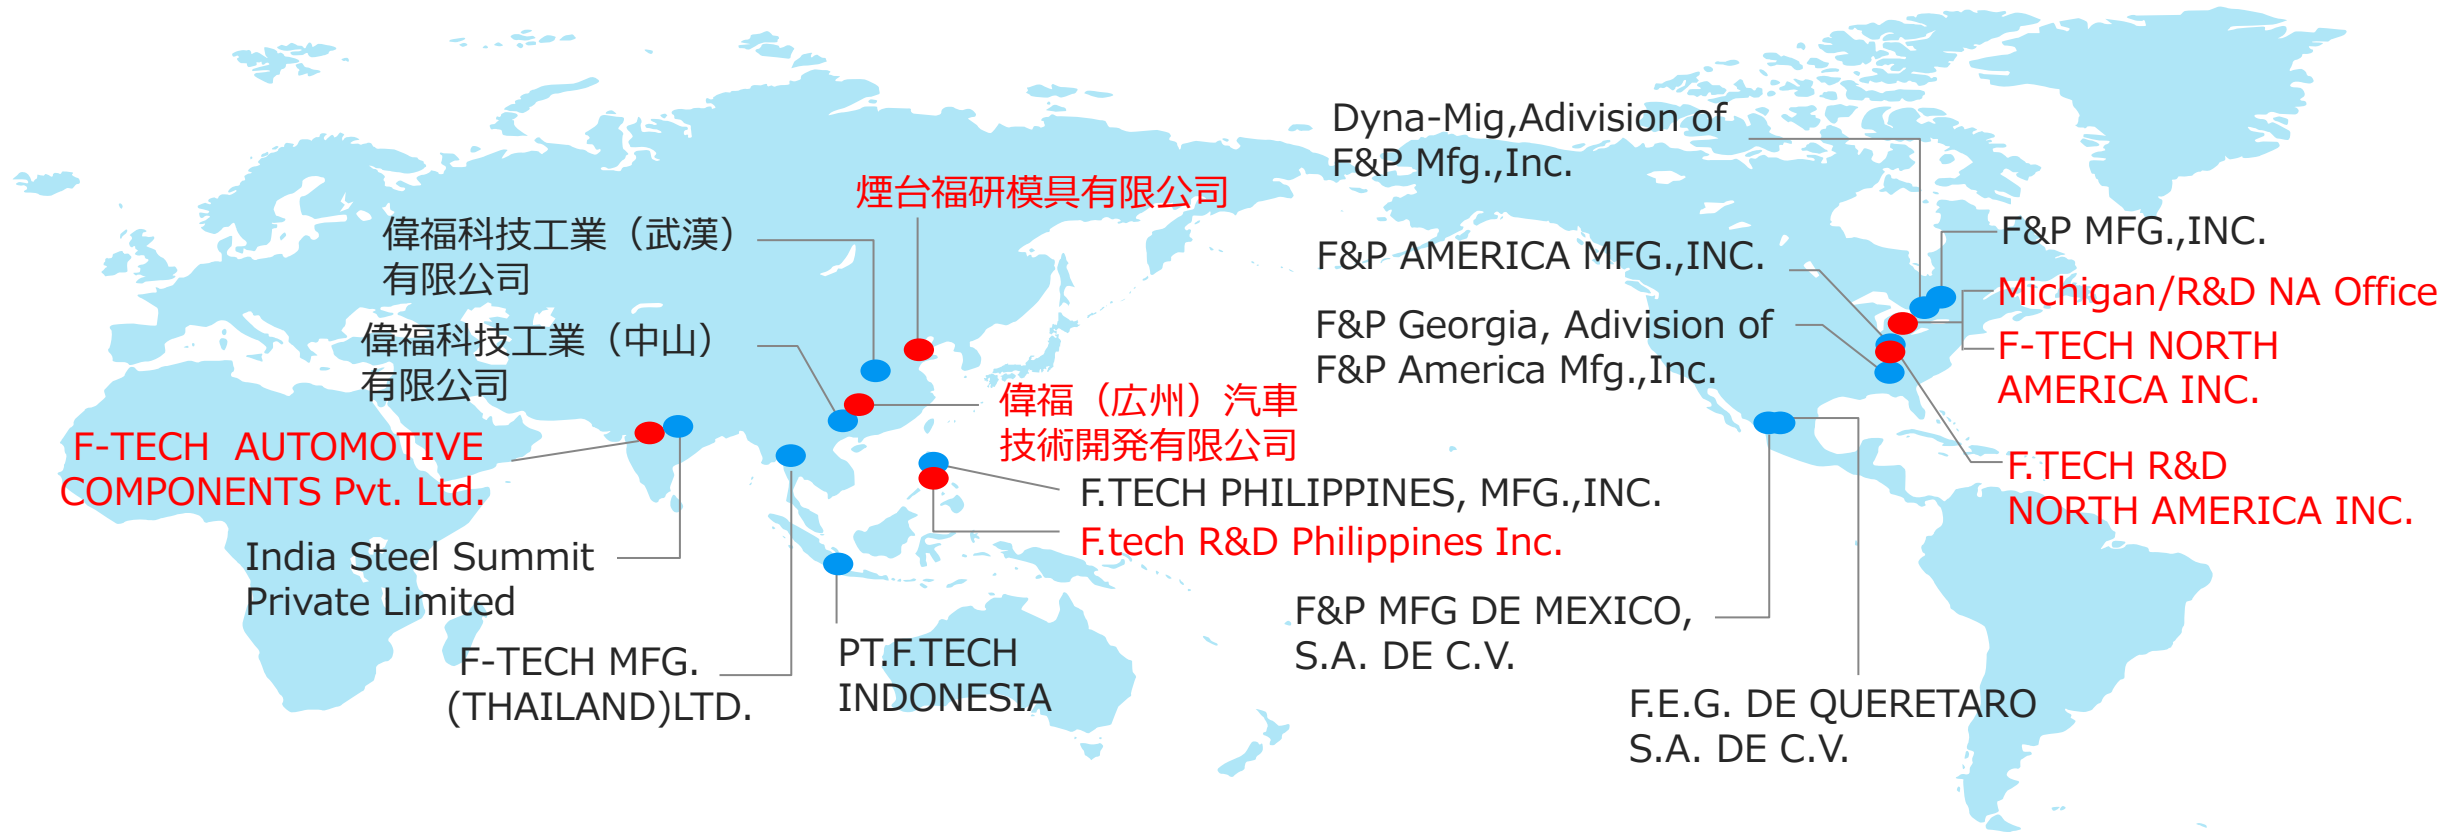 煙台福研模具有限公司
偉福科技工業（武漢）
有限公司
偉福科技工業（中山）
有限公司
偉福（広州）汽車
技術開発有限公司
F-TECH  AUTOMOTIVE
COMPONENTS Pvt. Ltd.
India Steel Summit
Private Limited
F-TECH MFG.
(THAILAND)LTD.
PT.F.TECH
INDONESIA
F.TECH PHILIPPINES, MFG.,INC.
F.tech R&D Philippines Inc.
Dyna-Mig,Adivision of
F&P Mfg.,Inc.
F&P AMERICA MFG.,INC.
F&P Georgia, Adivision of
F&P America Mfg.,Inc.
F&P MFG.,INC.
Michigan/R&D NA Office
F-TECH NORTH
AMERICA INC.
F.TECH R&D
NORTH AMERICA INC.
F&P MFG DE MEXICO,
S.A. DE C.V.
F.E.G. DE QUERETARO
S.A. DE C.V.